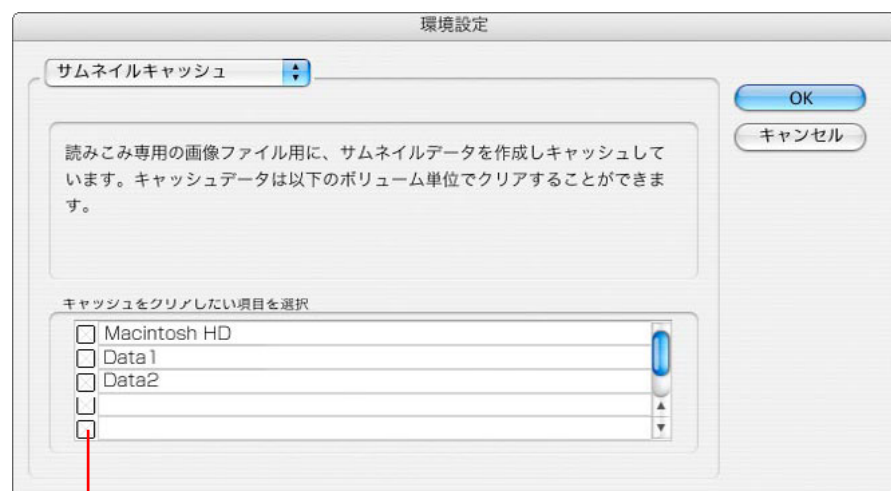 環境設定
サムネイルキャッシュ
OK
キャンセル
読みこみ専用の画像ファイル用に、サムネイルデータを作成しキャッシュして
います。キャッシュデータは以下のボリューム単位でクリアすることができま
す。
キャッシュをクリアしたい項目を選択
Macintosh HD
Data1
Data2